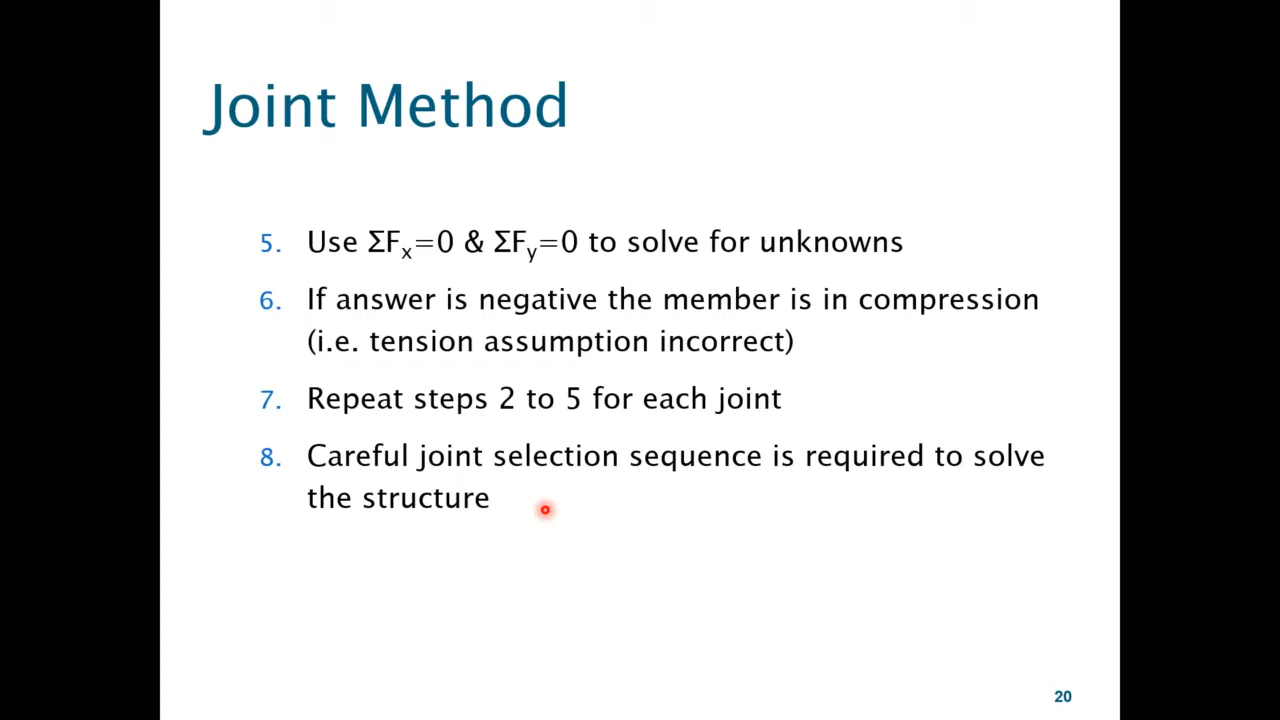 Joint Method
5. Use ΣFx=0 & ΣFy=0 to solve for unknowns
6. If answer is negative the member is in compression
(i.e. tension assumption incorrect)
7. Repeat steps 2 to 5 for each joint
8. Careful joint selection sequence is required to solve
the structure
20